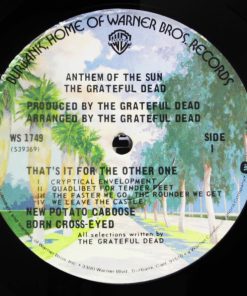 BURBANK, HOME OF WARNER BROS. RECORDS
ANTHEM OF THE SUN
THE GRATEFUL DEAD
PRODUCED BY THE GRATEFUL DEAD
ARRANGED BY THE GRATEFUL DEAD
WS 1749
(S39369)
SIDE
1
THAT'S IT FOR THE OTHER ONE
I CRYPTICAL ENVELOPMENT
II QUADLIBET FOR TENDER FEET
III THE FASTER WE GO, THE ROUNDER WE GET
IV WE LEAVE THE CASTLE
NEW POTATO CABOOSE
BORN CROSS-EYED
All selections written by
THE GRATEFUL DEAD